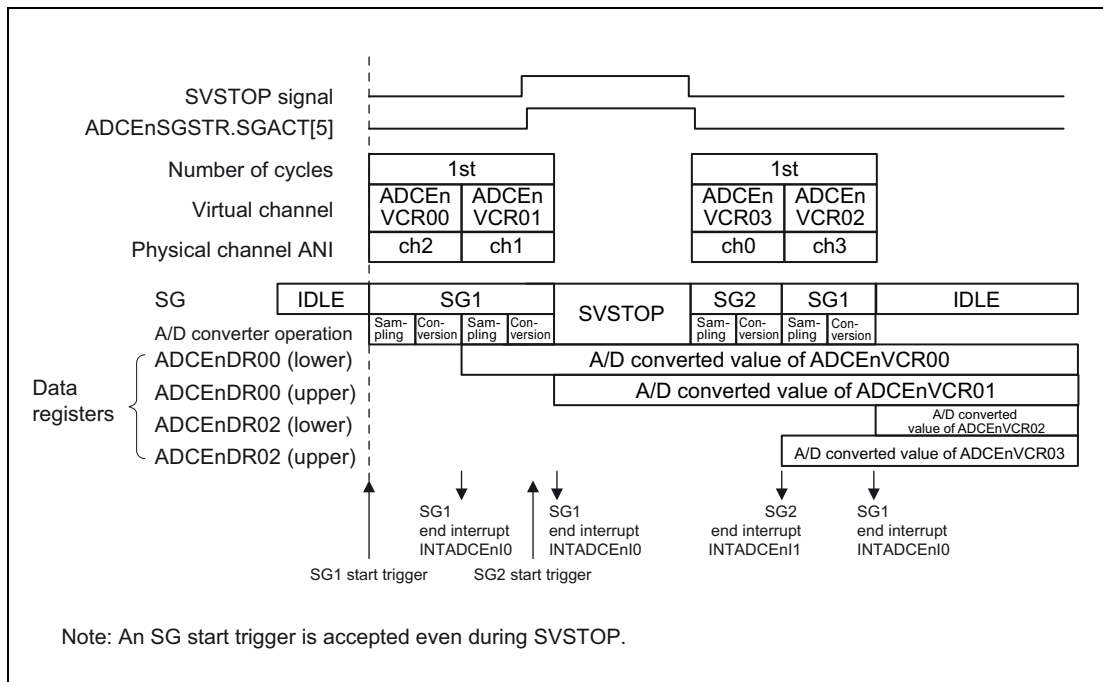 SVSTOP signal
ADCEnSGSTR.SGACT[5]
Number of cycles 1st 1st
Virtual channel
ADCEn ADCEn ADCEn ADCEn
VCR00 VCR01 VCR03 VCR02
Physical channel ANI ch2 ch1 ch0 ch3
SG IDLE SG1 SVSTOP SG2 SG1 IDLE
A/D converter operation
Sam- Con- Sam- Con- Sam- Con- Sam- Con-
pling version pling version pling version pling version
Data
registers
ADCEnDR00 (lower) A/D converted value of ADCEnVCR00
ADCEnDR00 (upper) A/D converted value of ADCEnVCR01
ADCEnDR02 (lower)
A/D converted
value of ADCEnVCR02
ADCEnDR02 (upper) A/D converted value of ADCEnVCR03
SG1
end interrupt
INTADCEnI0
SG1
end interrupt
INTADCEnI0
SG2
end interrupt
INTADCEnI1
SG1
end interrupt
INTADCEnI0
SG1 start trigger SG2 start trigger
Note: An SG start trigger is accepted even during SVSTOP.